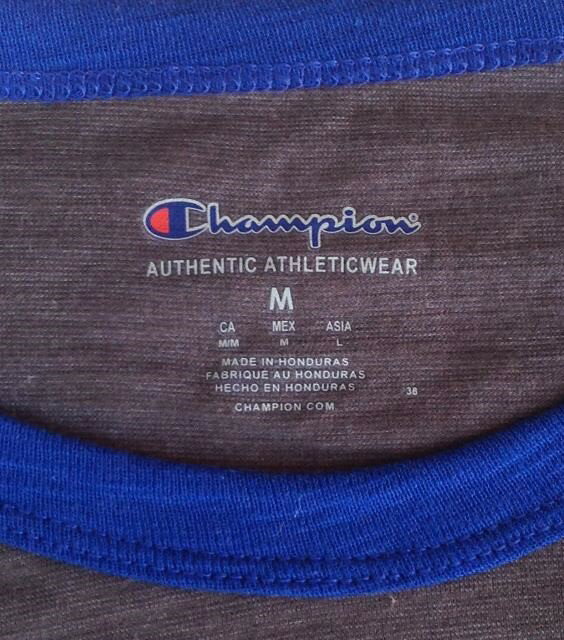 Champion®
AUTHENTIC ATHLETICWEAR
M
CA MEX ASIA
M/M M L
MADE IN HONDURAS
FABRIQUÉ AU HONDURAS
HECHO EN HONDURAS 38
CHAMPION.COM